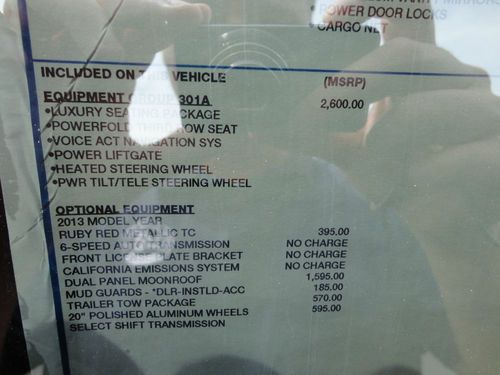 POWER DOOR LOCKS
CARGO NET
INCLUDED ON THIS VEHICLE (MSRP)
EQUIPMENT GROUP 301A 2,600.00
•LUXURY SEATING PACKAGE
•POWERFOLD THIRD ROW SEAT
•VOICE ACT NAVIGATION SYS
•POWER LIFTGATE
•HEATED STEERING WHEEL
•PWR TILT/TELE STEERING WHEEL
OPTIONAL EQUIPMENT
2013 MODEL YEAR
RUBY RED METALLIC TC 395.00
6-SPEED AUTO TRANSMISSION NO CHARGE
FRONT LICENSE PLATE BRACKET NO CHARGE
CALIFORNIA EMISSIONS SYSTEM NO CHARGE
DUAL PANEL MOONROOF 1,595.00
MUD GUARDS - *DLR-INSTLD-ACC 185.00
TRAILER TOW PACKAGE 570.00
20" POLISHED ALUMINUM WHEELS 595.00
SELECT SHIFT TRANSMISSION